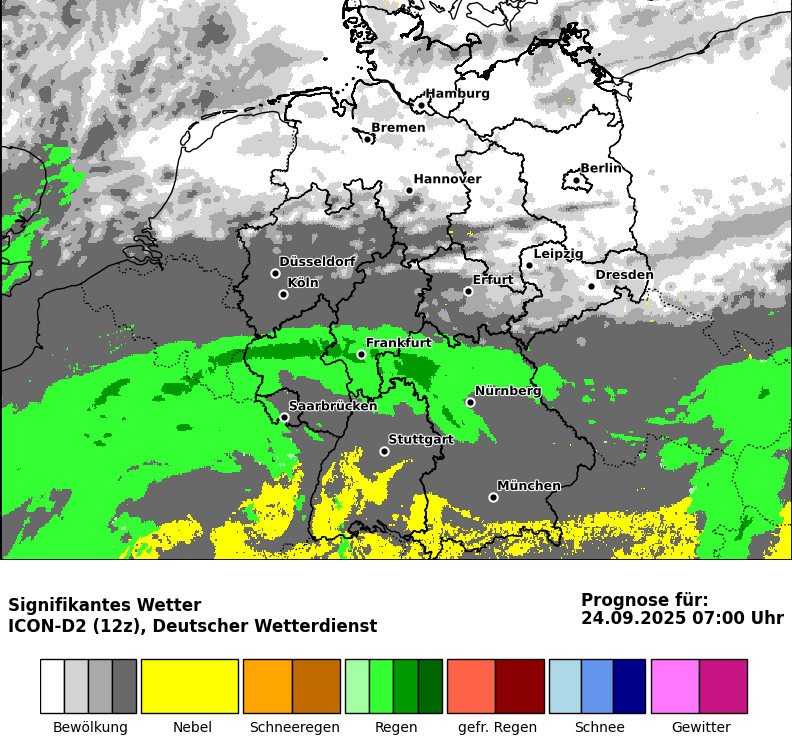 Hamburg
Bremen
Berlin
Hannover
Leipzig
Düsseldorf
Dresden
Köln
Erfurt
Frankfurt
Nürnberg
Saarbrücken
Stuttgart
München
Signifikantes Wetter
ICON-D2 (12z), Deutscher Wetterdienst
Prognose für:
24.09.2025 07:00 Uhr
Bewölkung Nebel Schneeregen Regen gefr. Regen Schnee Gewitter